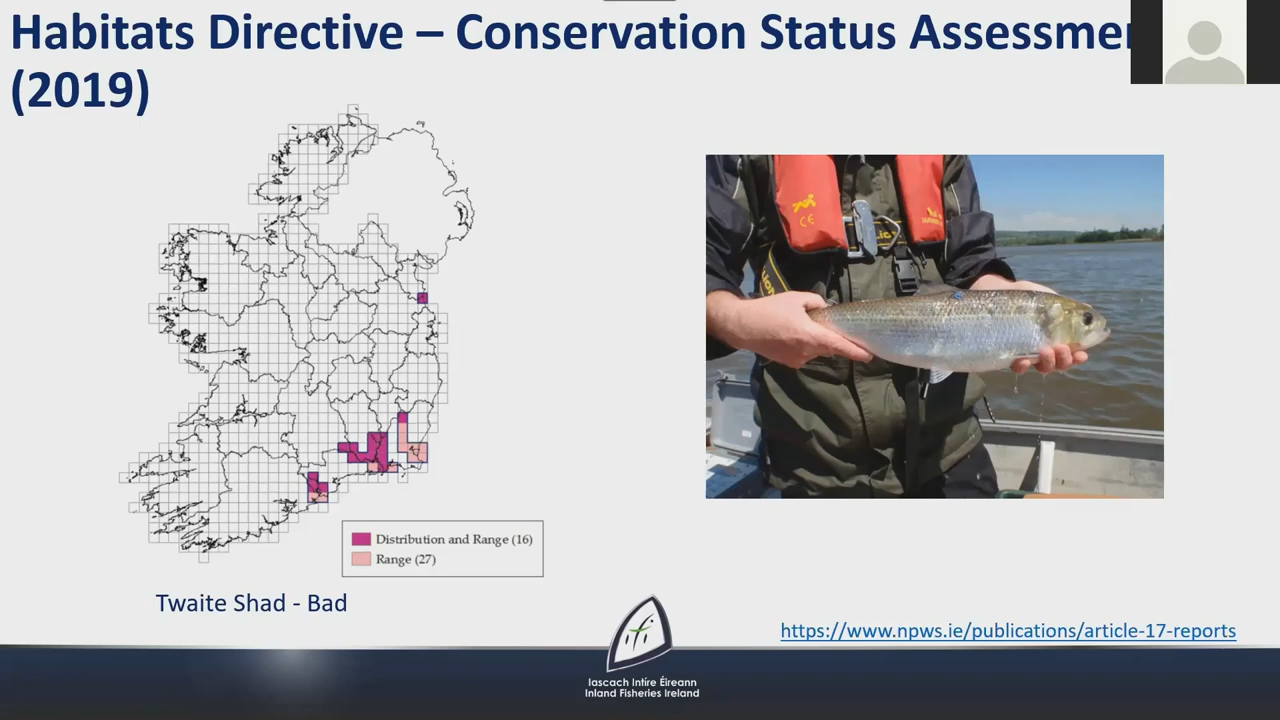 Habitats Directive – Conservation Status Assessmen
(2019)
CE
Distribution and Range (16)
Range (27)
Twaite Shad - Bad
https://www.npws.ie/publications/article-17-reports
Iascach Intíre Éireann
Inland Fisheries Ireland